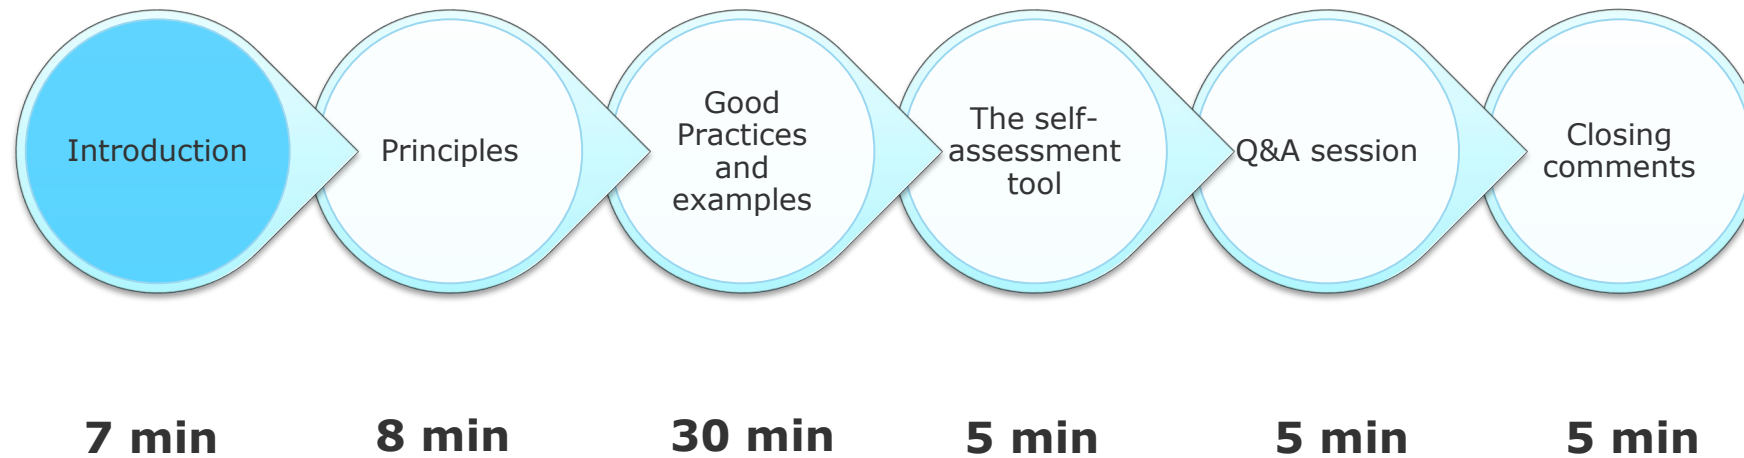 Introduction
Principles
Good
Practices
and
examples
The self-
assessment
tool
Q&A session
Closing
comments
7 min
8 min
30 min
5 min
5 min
5 min